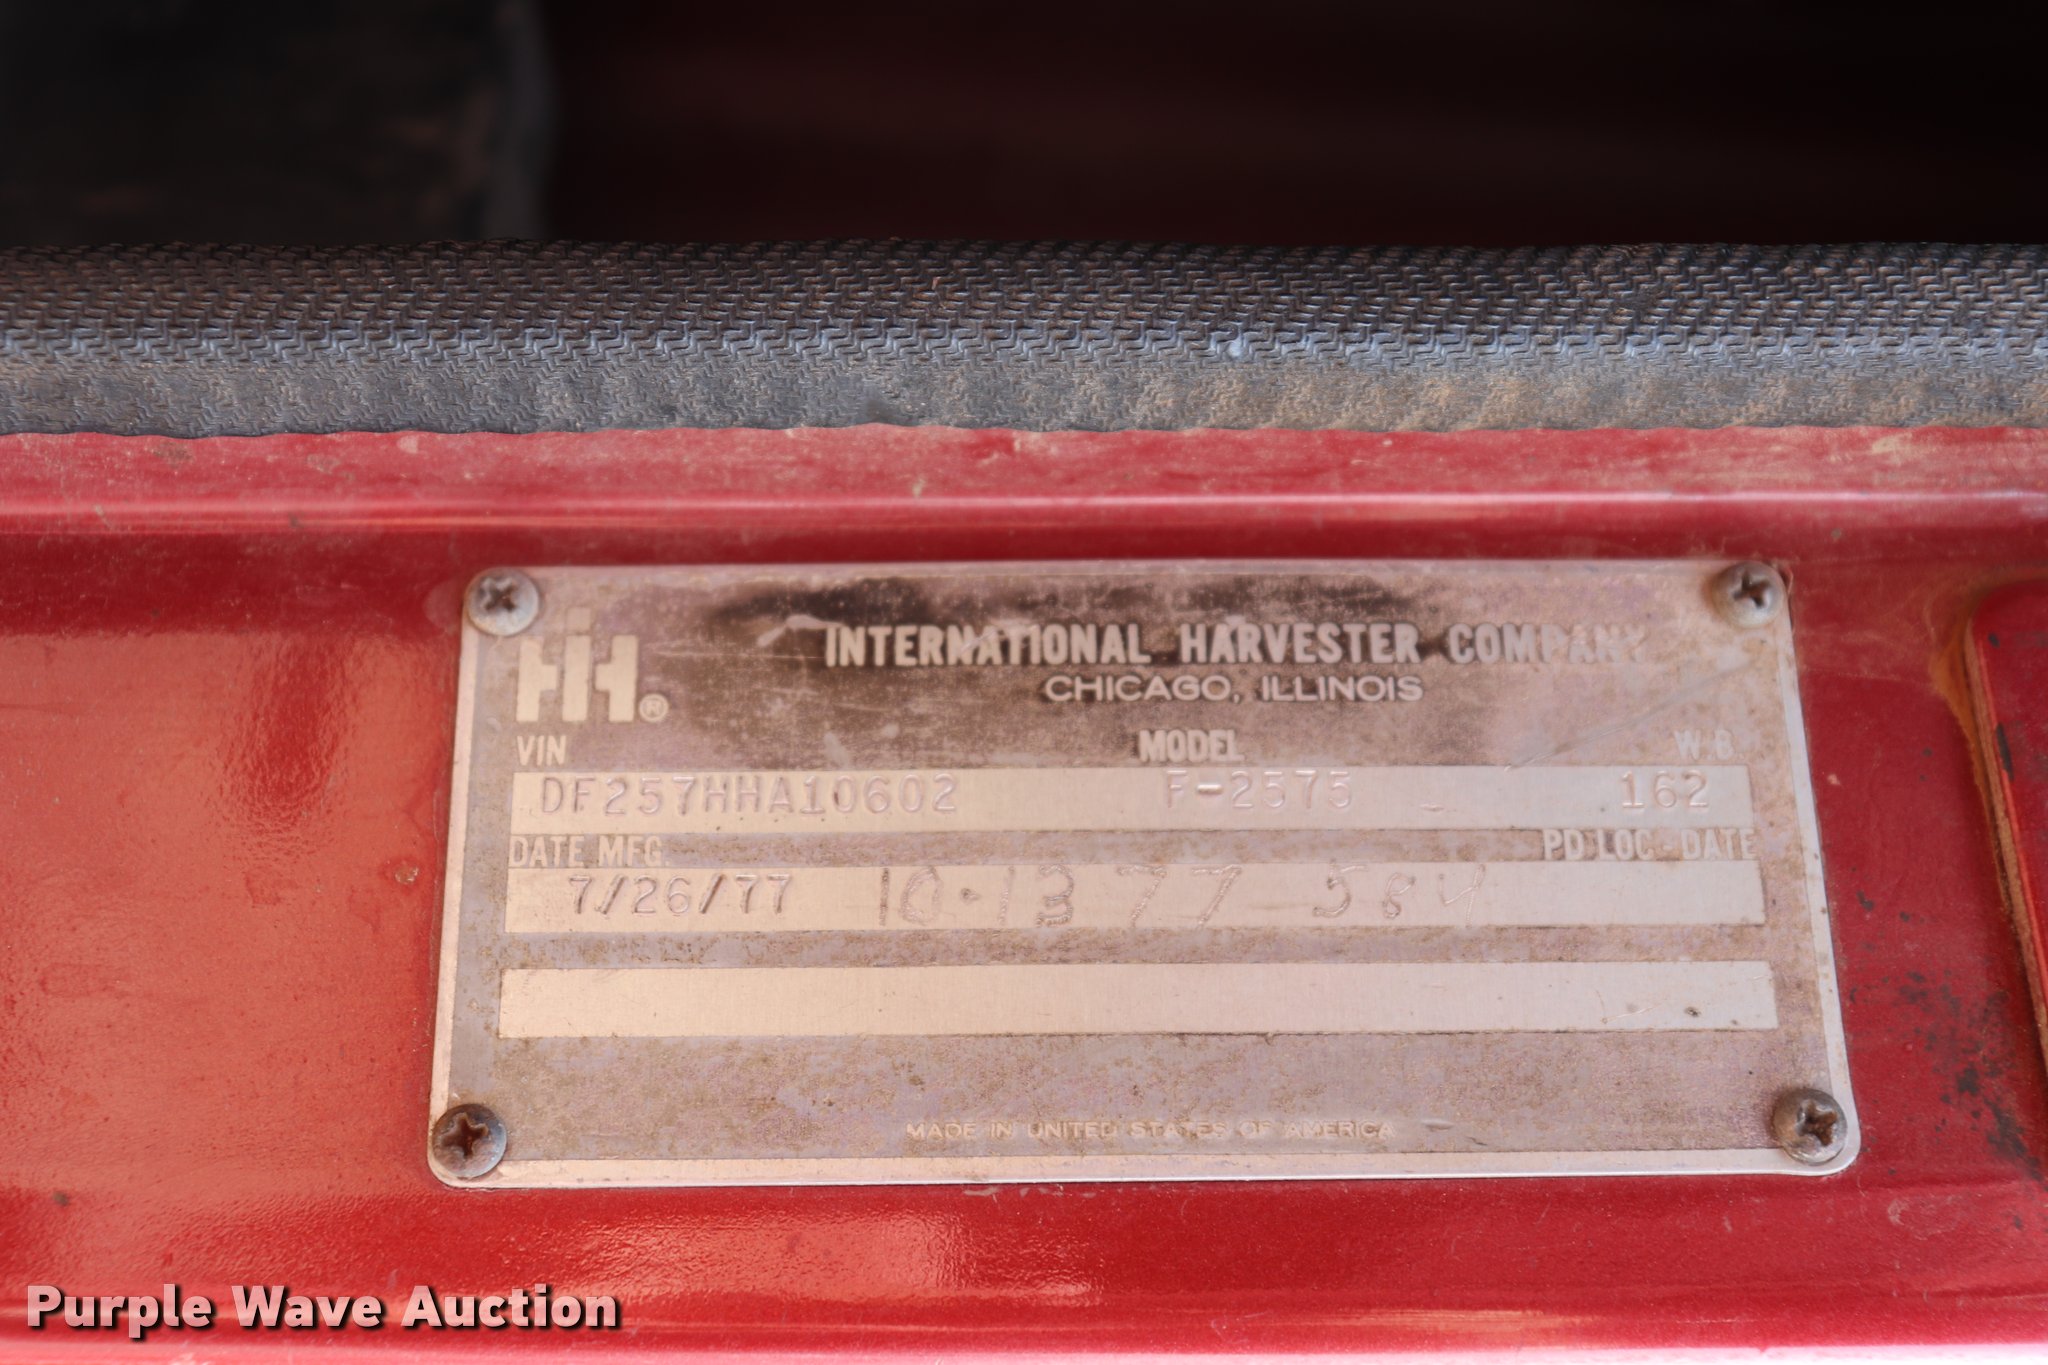 IH®
INTERNATIONAL HARVESTER COMPANY
CHICAGO, ILLINOIS
VIN MODEL W.B.
DF257HHA10602 F-2575 162
DATE MFG. PD LOC-DATE
7/26/77 10-13 77 584
MADE IN UNITED STATES OF AMERICA
Purple Wave Auction